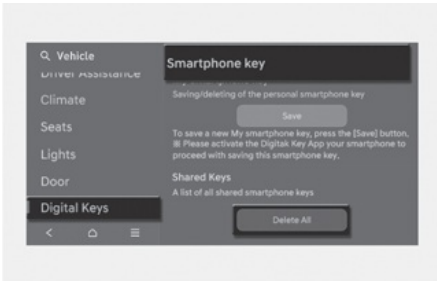 Vehicle
Smartphone key
Driver Assistance
Saving/deleting of the personal smartphone key
Climate
Save
Seats
To save a new My smartphone key, press the [Save] button.
※ Please activate the Digitak Key App your smartphone to
proceed with saving this smartphone key.
Lights
Shared Keys
Door
A list of all shared smartphone keys
Digital Keys
Delete All